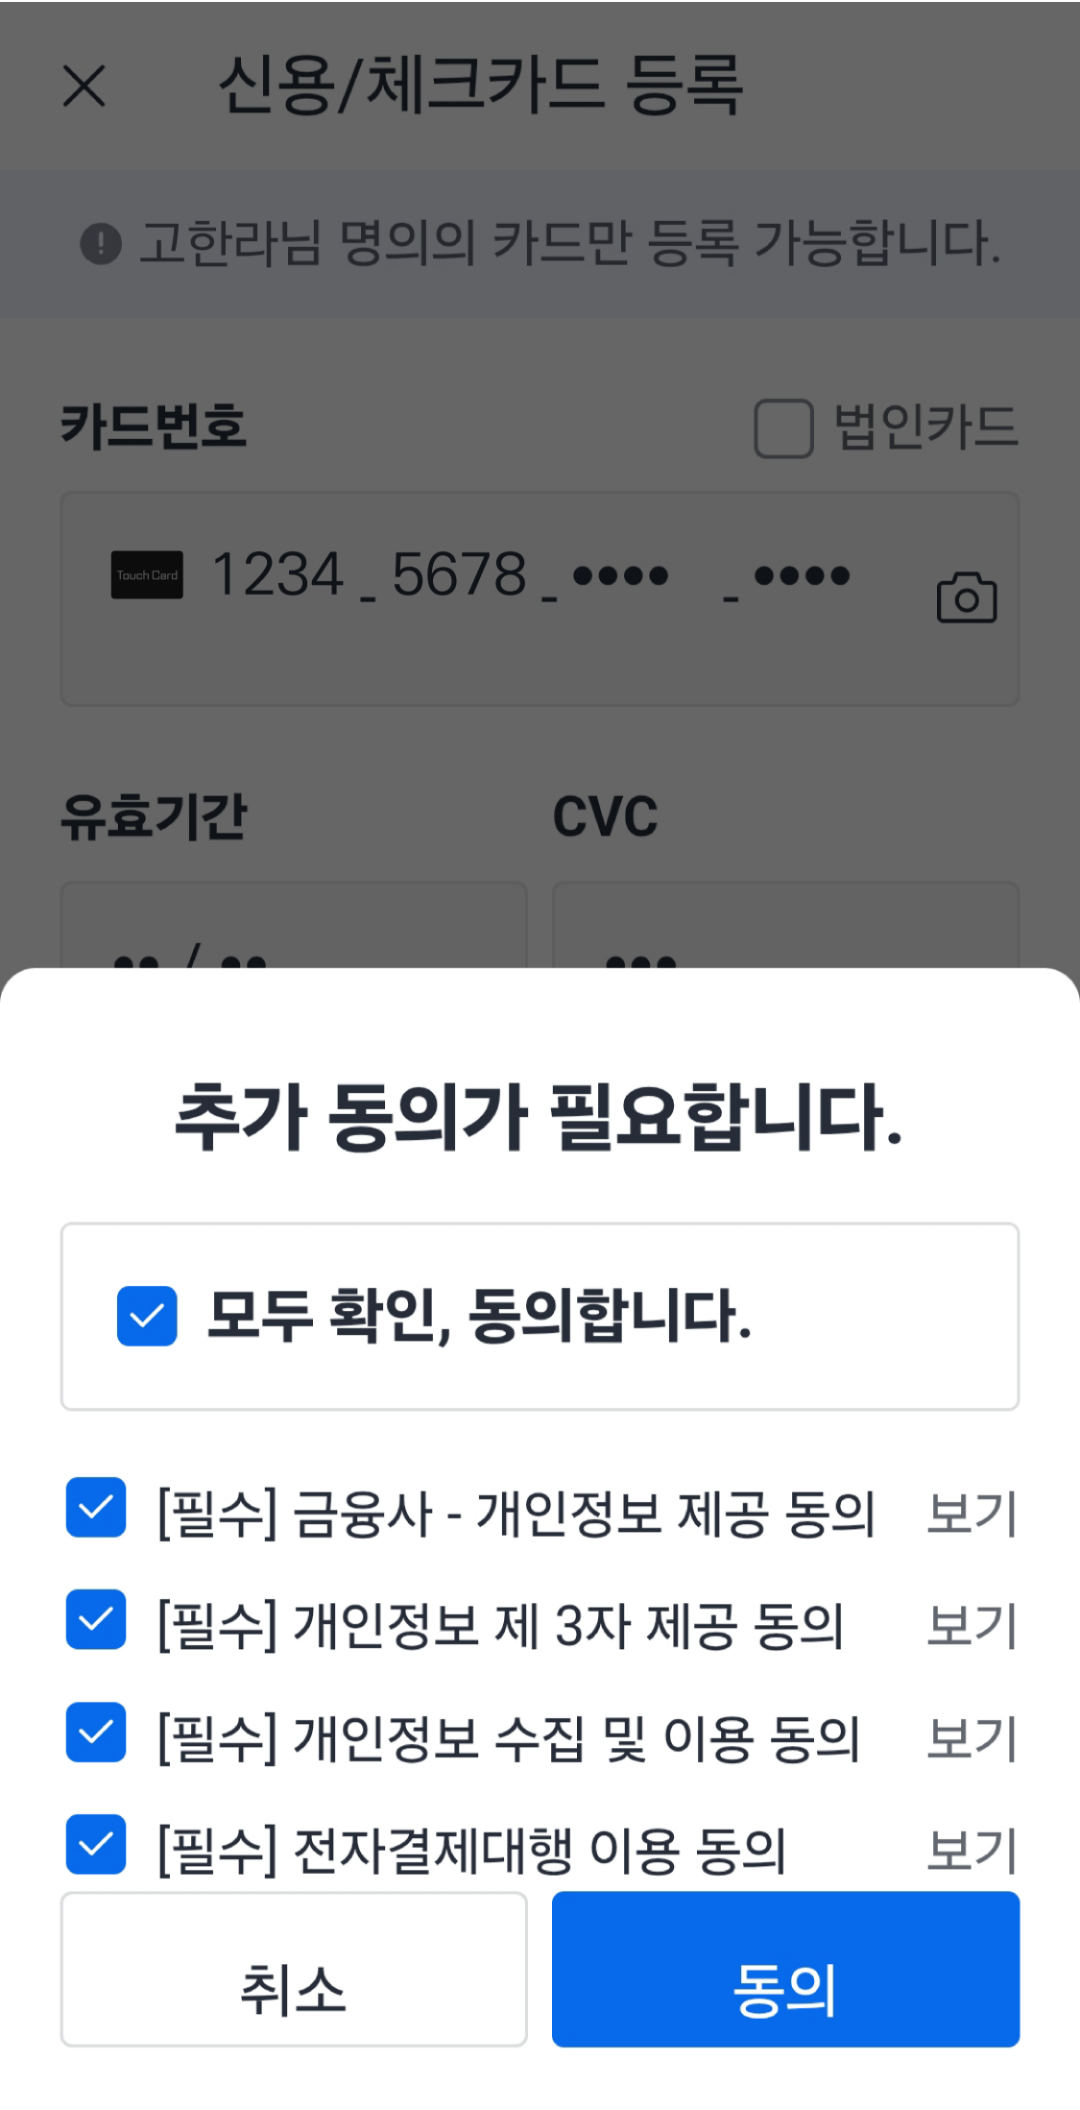 신용/체크카드 등록
고한라님 명의의 카드만 등록 가능합니다.
카드번호 법인카드
Touch Card 1234 - 5678 - •••• - ••••
유효기간 CVC
•• / •• •••
추가 동의가 필요합니다.
모두 확인, 동의합니다.
[필수] 금융사 - 개인정보 제공 동의 보기
[필수] 개인정보 제 3자 제공 동의 보기
[필수] 개인정보 수집 및 이용 동의 보기
[필수] 전자결제대행 이용 동의 보기
취소 동의